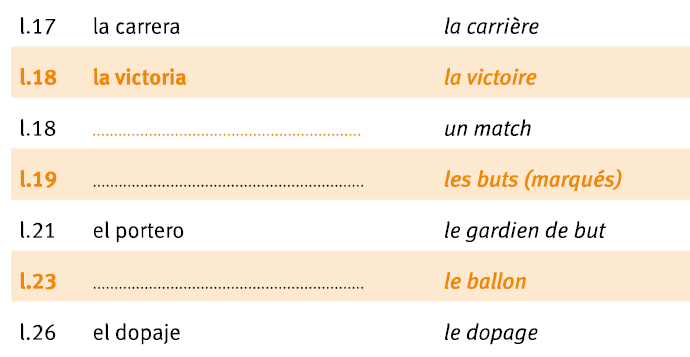 l.17 la carrera la carrière
l.18 la victoria la victoire
l.18 ............................................................... un match
l.19 ................................................................ les buts (marqués)
l.21 el portero le gardien de but
l.23 ................................................................ le ballon
l.26 el dopaje le dopage